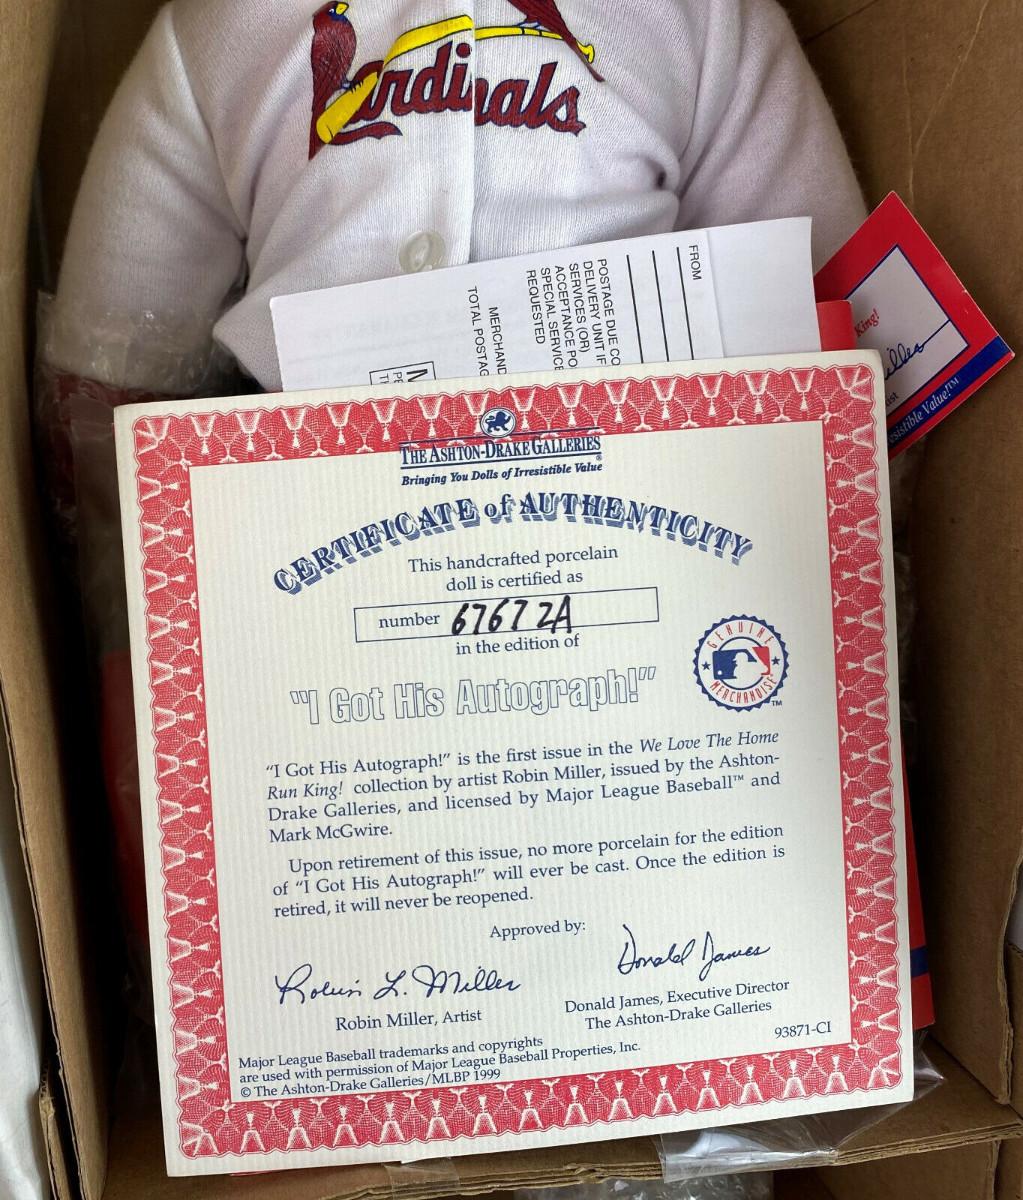 Cardinals
FROM
POSTAGE DUE CO
DELIVERY UNIT IF
SERVICES (OR)
ACCEPTANCE PO
SPECIAL SERVICE
REQUESTED
MERCHAND
TOTAL POSTAG
King!
esistible Value!™
THE ASHTON-DRAKE GALLERIES®
Bringing You Dolls of Irresistible Value
CERTIFICATE of AUTHENTICITY
This handcrafted porcelain
doll is certified as
number 67672A
in the edition of
GENUINE
MERCHANDISE
TM
"I Got His Autograph!"
"I Got His Autograph!" is the first issue in the We Love The Home
Run King! collection by artist Robin Miller, issued by the Ashton-
Drake Galleries, and licensed by Major League Baseball™ and
Mark McGwire.
Upon retirement of this issue, no more porcelain for the edition
of "I Got His Autograph!" will ever be cast. Once the edition is
retired, it will never be reopened.
Approved by:
Robin L. Miller
Donald James
Robin Miller, Artist
Donald James, Executive Director
The Ashton-Drake Galleries
93871-CI
Major League Baseball trademarks and copyrights
are used with permission of Major League Baseball Properties, Inc.
© The Ashton-Drake Galleries/MLBP 1999